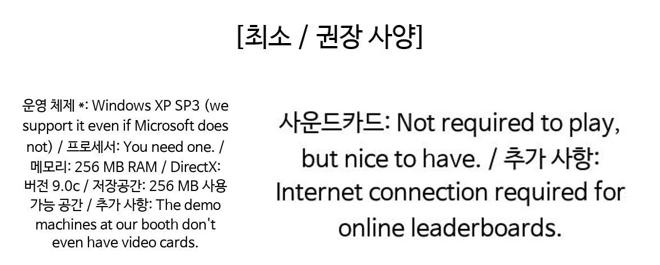 [최소 / 권장 사양]
운영 체제 *: Windows XP SP3 (we
support it even if Microsoft does
not) / 프로세서: You need one. /
메모리: 256 MB RAM / DirectX:
버전 9.0c / 저장공간: 256 MB 사용
가능 공간 / 추가 사항: The demo
machines at our booth don't
even have video cards.
사운드카드: Not required to play,
but nice to have. / 추가 사항:
Internet connection required for
online leaderboards.